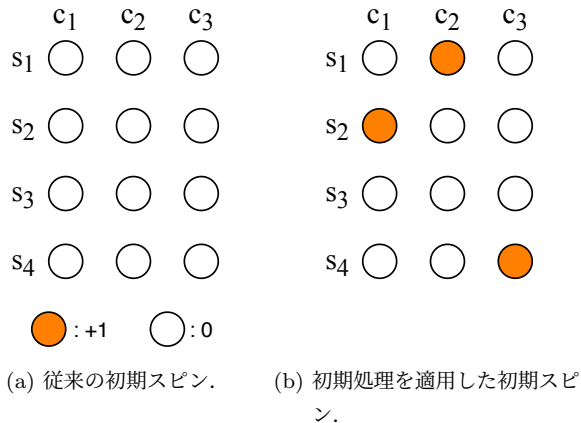 c1 c2 c3 c1 c2 c3
s1 s1
s2 s2
s3 s3
s4 s4
: +1 : 0
(a) 従来の初期スピン. (b) 初期処理を適用した初期スピ
ン.